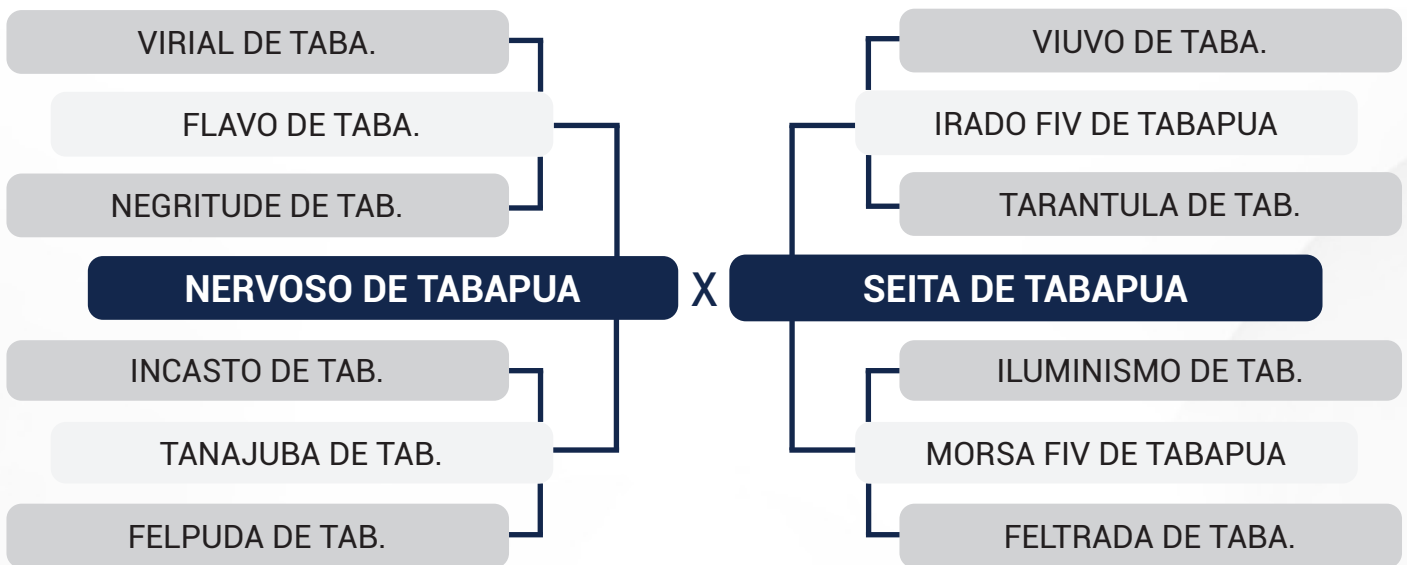 VIRIAL DE TABA.
VIUVO DE TABA.
FLAVO DE TABA.
IRADO FIV DE TABAPUA
NEGRITUDE DE TAB.
TARANTULA DE TAB.
NERVOSO DE TABAPUA X SEITA DE TABAPUA
INCASTO DE TAB.
ILUMINISMO DE TAB.
TANAJUBA DE TAB.
MORSA FIV DE TABAPUA
FELPUDA DE TAB.
FELTRADA DE TABA.